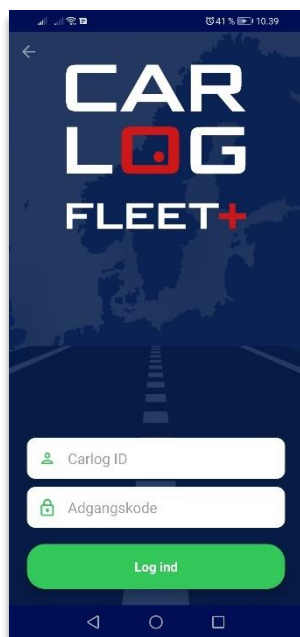 41 % 10.39
CAR
LOG
FLEET+
Carlog ID
Adgangskode
Log ind